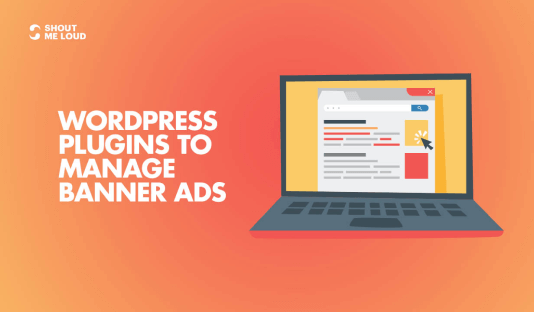 SHOUT
ME LOUD
WORDPRESS
PLUGINS TO
MANAGE
BANNER ADS